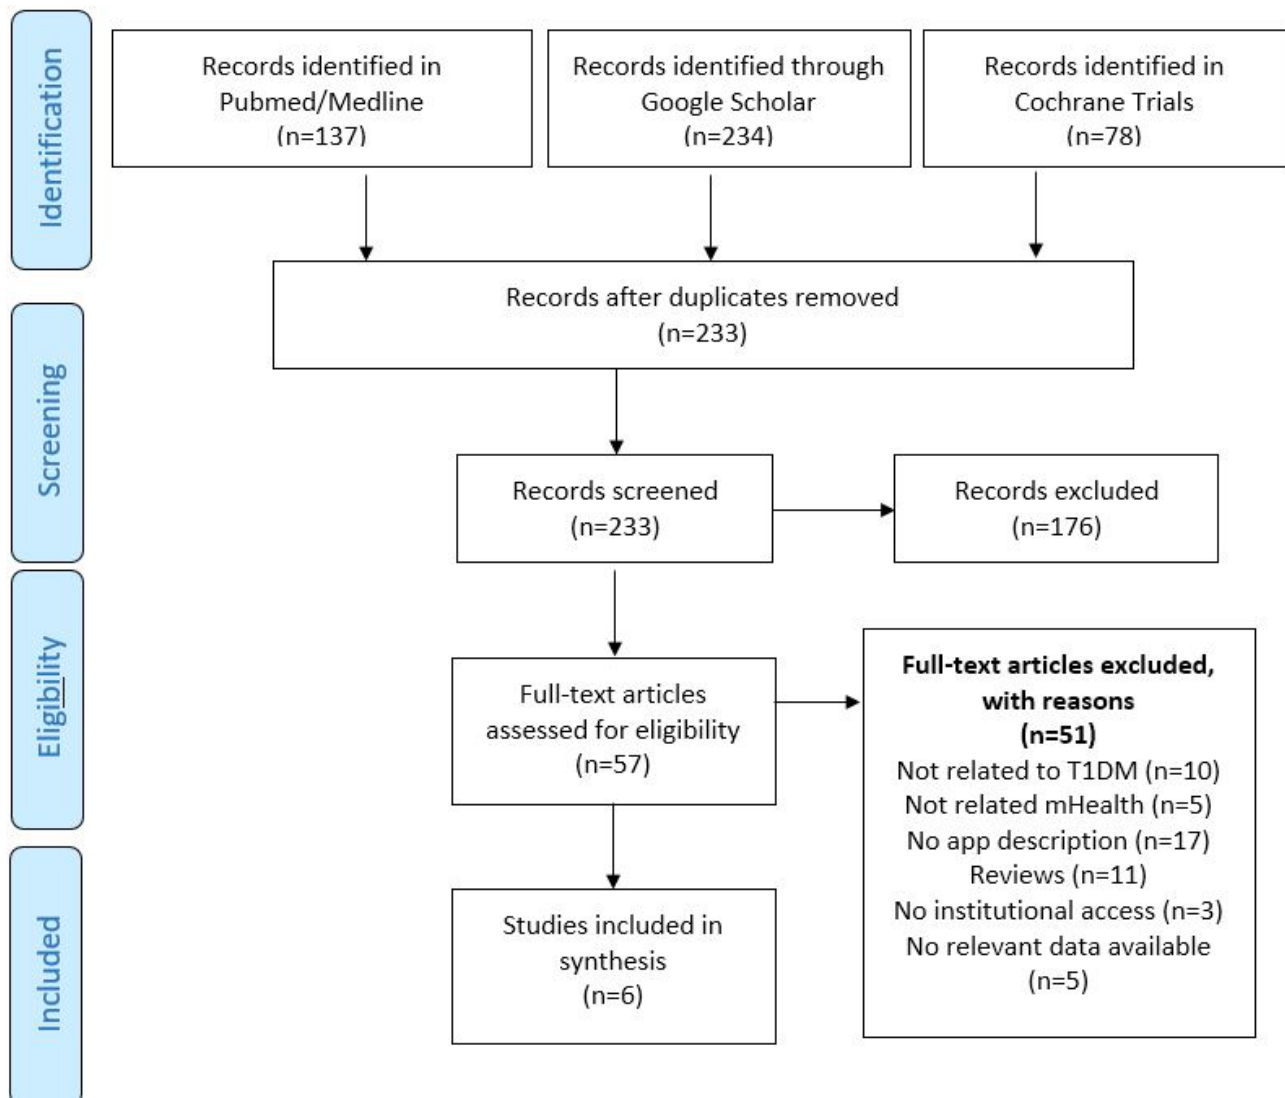 Identification
Records identified in
Pubmed/Medline
(n=137)
Records identified through
Google Scholar
(n=234)
Records identified in
Cochrane Trials
(n=78)
Records after duplicates removed
(n=233)
Screening
Records screened
(n=233)
Records excluded
(n=176)
Eligibility
Full-text articles
assessed for eligibility
(n=57)
Full-text articles excluded,
with reasons
(n=51)
Not related to T1DM (n=10)
Not related mHealth (n=5)
No app description (n=17)
Reviews (n=11)
No institutional access (n=3)
No relevant data available
(n=5)
Included
Studies included in
synthesis
(n=6)